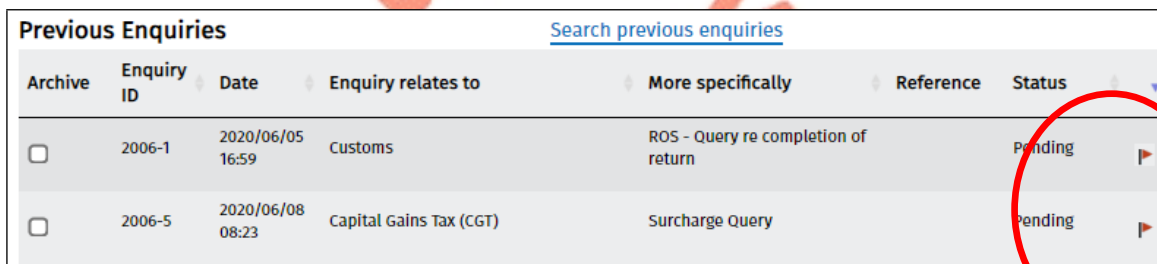 Previous Enquiries Search previous enquiries
Archive Enquiry ID Date Enquiry relates to More specifically Reference Status
2006-1 2020/06/05 16:59 Customs ROS - Query re completion of return Pending
2006-5 2020/06/08 08:23 Capital Gains Tax (CGT) Surcharge Query Pending